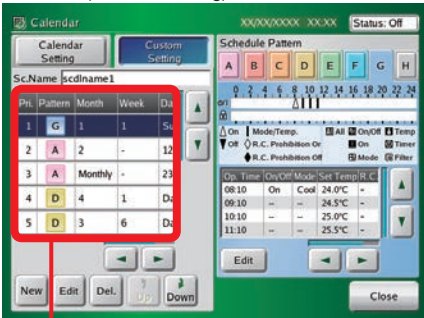 Calendar
XX/XX/XXXX XX.XX
Status: Off
Calendar Setting
Custom Setting
Sc.Name scdlname1
Pri. Pattern Month Week Da
1 G 1 1 Su
2 A 2 - 12
3 A Monthly - 23
4 D 4 1 Da
5 D 3 6 Da
New
Edit
Del.
Up
Down
Schedule Pattern
A B C D E F G H
0 2 4 6 8 10 12 14 16 18 20 22 24
On Mode/Temp. All On/Off Temp
Off R.C. Prohibition On On Timer
R.C. Prohibition Off Mode Filter
Op. Time On/Off Mode Set Temp R.C.
08:10 On Cool 24.0°C -
09:10 -- -- 24.5°C -
10:10 -- -- 25.0°C -
11:10 -- -- 25.5°C -
Edit
Close